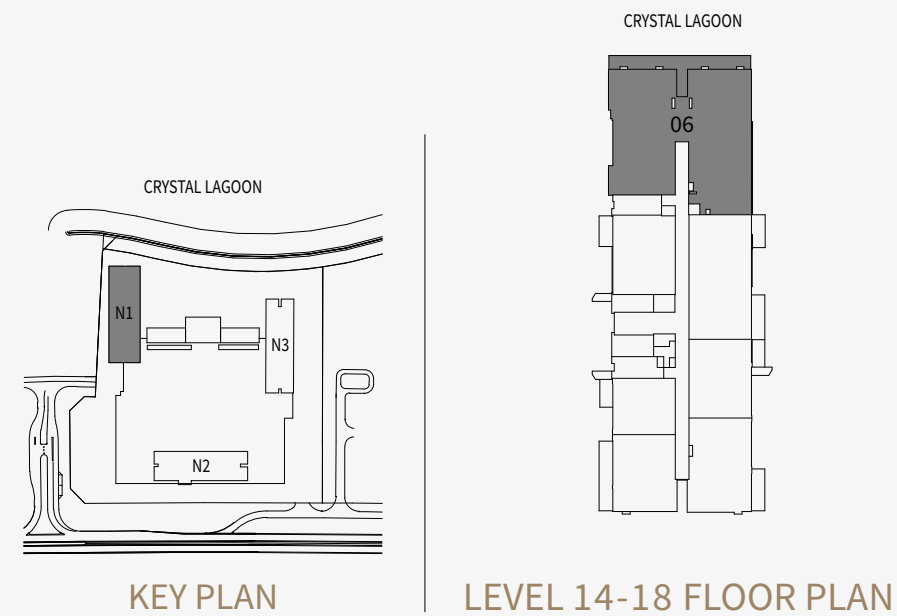 CRYSTAL LAGOON
N1
N3
N2
KEY PLAN
CRYSTAL LAGOON
06
LEVEL 14-18 FLOOR PLAN